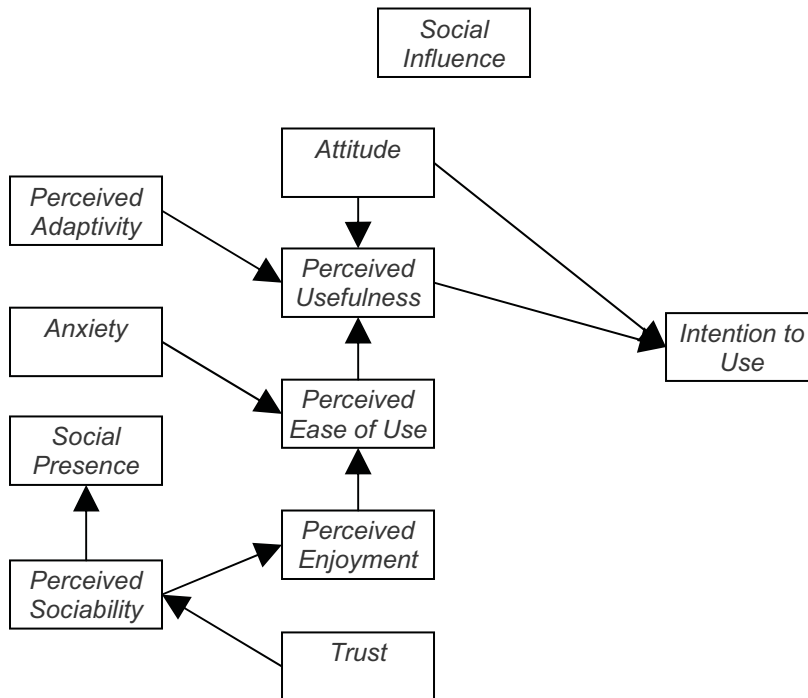 Social
Influence
Attitude
Perceived
Adaptivity
Perceived
Usefulness
Anxiety
Intention to
Use
Perceived
Ease of Use
Social
Presence
Perceived
Enjoyment
Perceived
Sociability
Trust